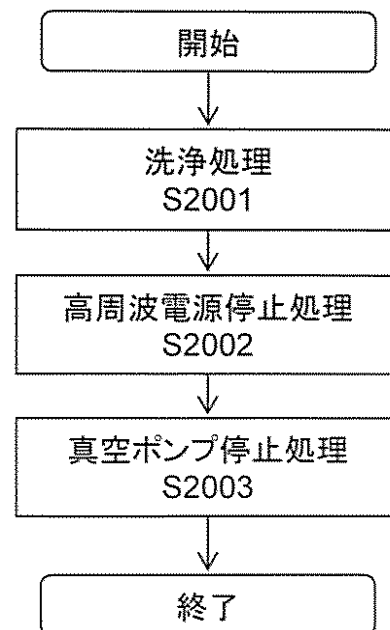 開始
洗浄処理
S2001
高周波電源停止処理
S2002
真空ポンプ停止処理
S2003
終了